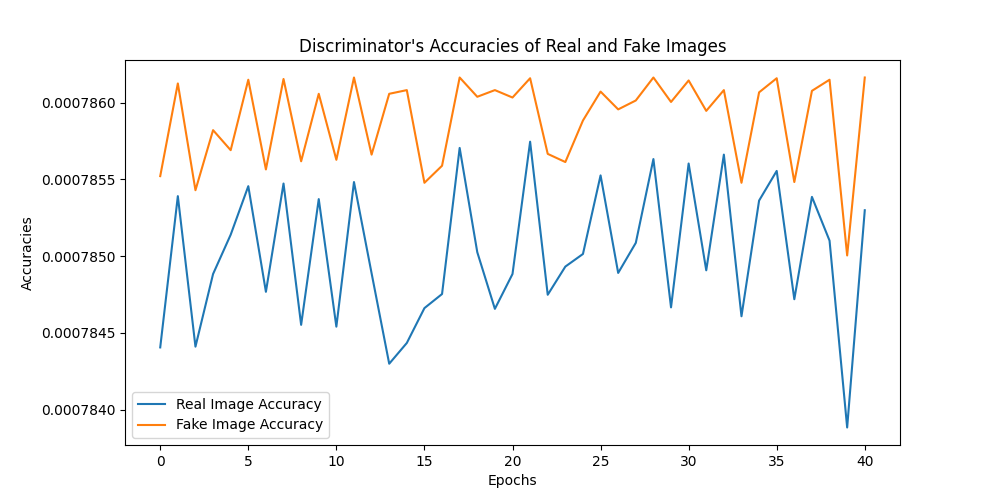 Discriminator's Accuracies of Real and Fake Images
0.0007860
0.0007855
0.0007850
0.0007845
0.0007840
Accuracies
Real Image Accuracy
Fake Image Accuracy
0 5 10 15 20 25 30 35 40
Epochs